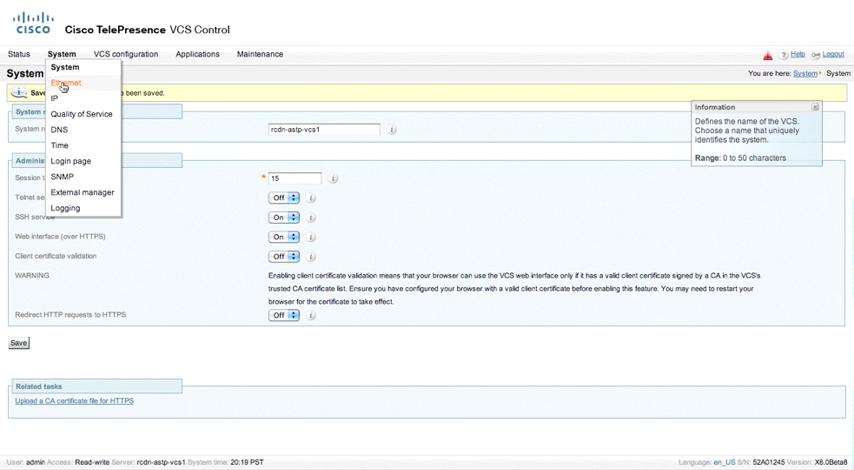 CISCO
Cisco TelePresence VCS Control
Status System VCS configuration Applications Maintenance Help Logout
System
You are here: System System
System
Ethernet
IP
Quality of Service
DNS
Time
Login page
SNMP
External manager
Logging
been saved.
Information
Defines the name of the VCS.
Choose a name that uniquely
identifies the system.
Range: 0 to 50 characters
rcdn-astp-vcs1
* 15
Off
On
Web interface (over HTTPS) On
Client certificate validation Off
WARNING
Enabling client certificate validation means that your browser can use the VCS web interface only if it has a valid client certificate signed by a CA in the VCS's
trusted CA certificate list. Ensure you have configured your browser with a valid client certificate before enabling this feature. You may need to restart your
browser for the certificate to take effect.
Redirect HTTP requests to HTTPS Off
Save
Related tasks
Upload a CA certificate file for HTTPS
User: admin Access: Read-write Server: rcdn-astp-vcs1 System time: 20:19 PST
Language: en_US S/N: 52A01245 Version: X6.0Beta8